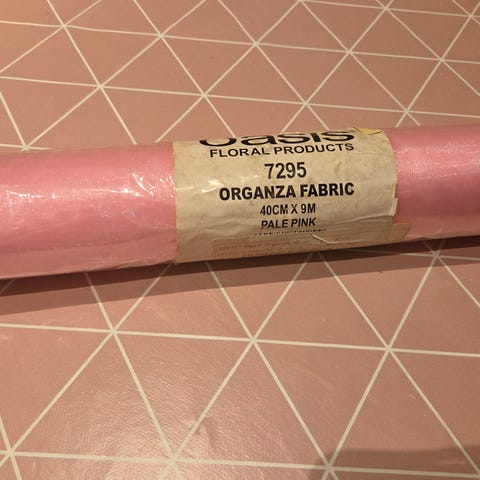 Oasis
FLORAL PRODUCTS
7295
ORGANZA FABRIC
40CM X 9M
PALE PINK